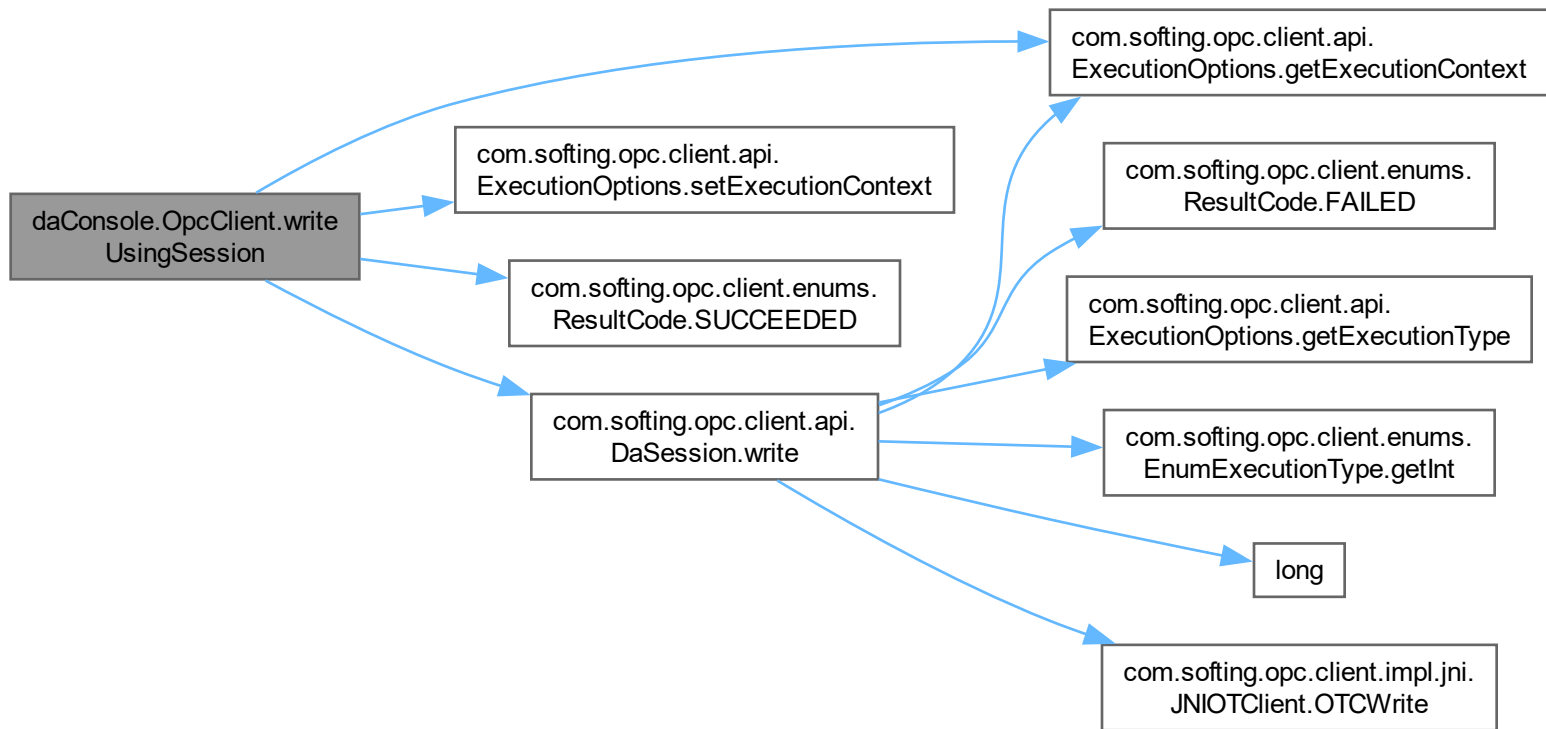 daConsole.OpcClient.write
UsingSession
com.softing.opc.client.api.
ExecutionOptions.getExecutionContext
com.softing.opc.client.api.
ExecutionOptions.setExecutionContext
com.softing.opc.client.enums.
ResultCode.SUCCEEDED
com.softing.opc.client.api.
DaSession.write
com.softing.opc.client.enums.
ResultCode.FAILED
com.softing.opc.client.api.
ExecutionOptions.getExecutionType
com.softing.opc.client.enums.
EnumExecutionType.getInt
long
com.softing.opc.client.impl.jni.
JNIOTClient.OTCWrite